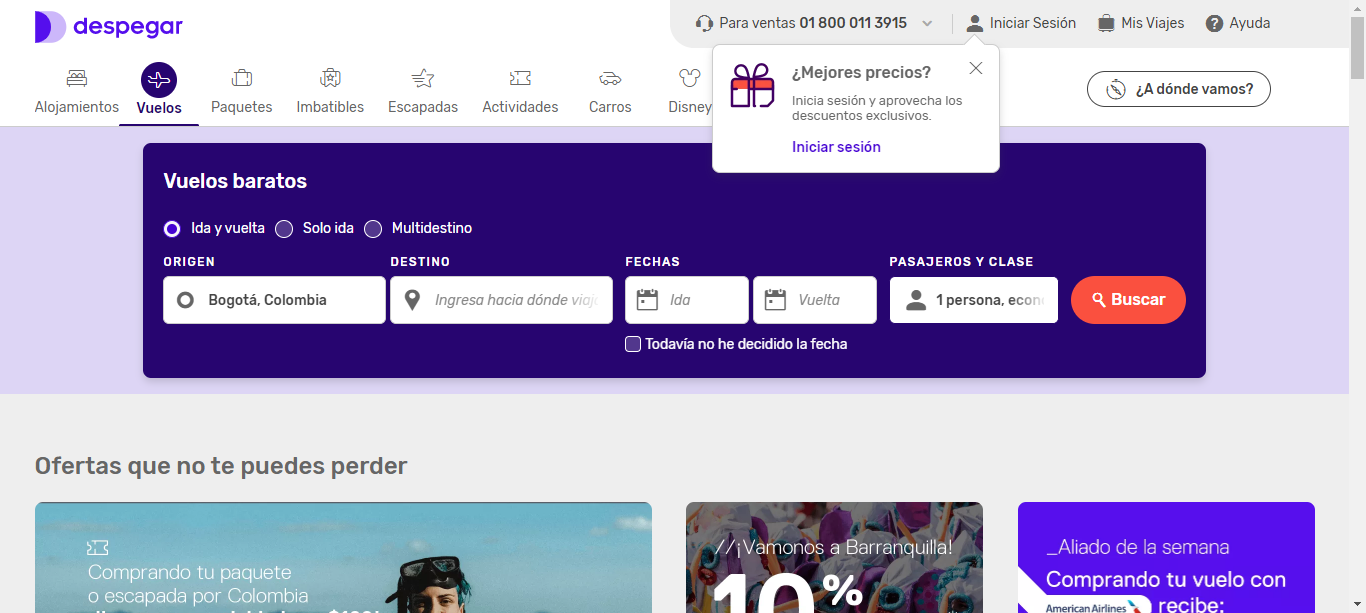 despegar
Para ventas 01 800 011 3915
Iniciar Sesión
Mis Viajes
Ayuda
Alojamientos
Vuelos
Paquetes
Imbatibles
Escapadas
Actividades
Carros
Disney
¿Mejores precios?
Inicia sesión y aprovecha los
descuentos exclusivos.
Iniciar sesión
¿A dónde vamos?
Vuelos baratos
Ida y vuelta
Solo ida
Multidestino
ORIGEN
DESTINO
FECHAS
PASAJEROS Y CLASE
Bogotá, Colombia
Ingresa hacia dónde
Ida
Vuelta
1 persona,
Buscar
Todavía no he decidido la fecha
Ofertas que no te puedes perder
Comprando tu paquete
o escapada por Colombia
//¡Vamonos a Barranquilla!
10%
_Aliado de la semana
Comprando tu vuelo con
American Airlines
recibe: